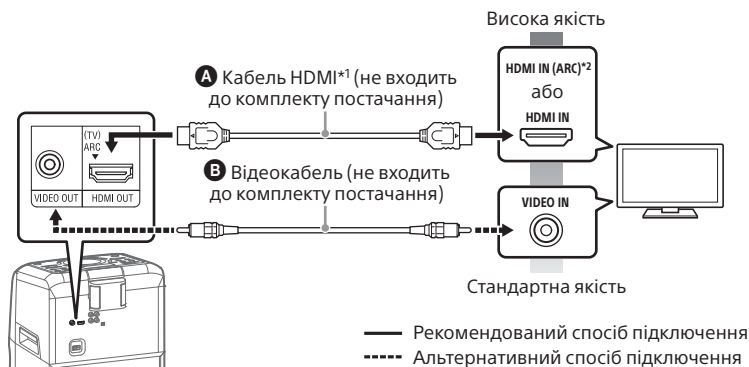 Висока якість
A Кабель HDMI*1 (не входить
до комплекту постачання)
HDMI IN (ARC)*2
або
HDMI IN
(TV)
ARC
VIDEO OUT
HDMI OUT
B Відеокабель (не входить
до комплекту постачання)
VIDEO IN
Стандартна якість
Рекомендований спосіб підключення
Альтернативний спосіб підключення